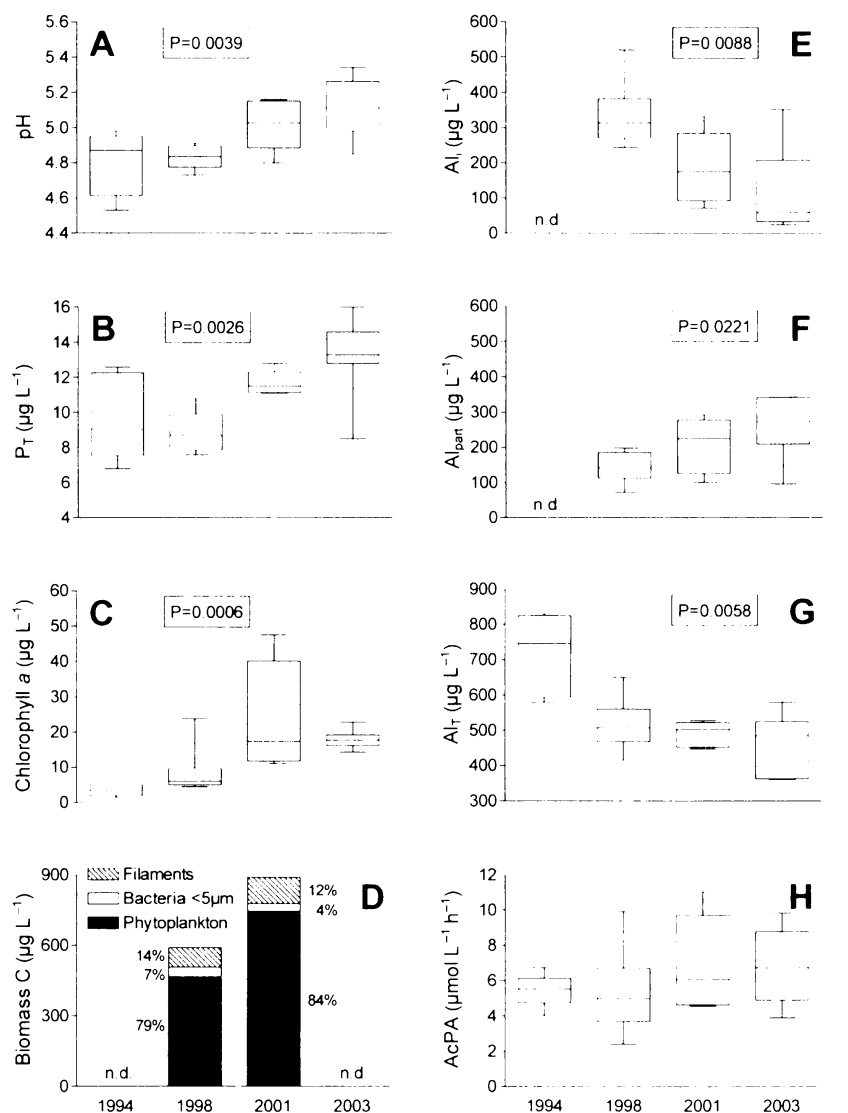 A
P=0.0039
pH
5.6
5.4
5.2
5.0
4.8
4.6
4.4
E
P=0.0088
Al_i (µg L⁻¹)
600
500
400
300
200
100
0
n d
B
P=0.0026
P_T (µg L⁻¹)
16
14
12
10
8
6
4
F
P=0.0221
Al_part (µg L⁻¹)
600
500
400
300
200
100
0
n d
C
P=0.0006
Chlorophyll a (µg L⁻¹)
60
50
40
30
20
10
0
G
P=0.0058
Al_T (µg L⁻¹)
900
800
700
600
500
400
300
D
Filaments
Bacteria <5µm
Phytoplankton
Biomass C (µg L⁻¹)
900
600
300
0
n.d.
14%
7%
79%
12%
4%
84%
n.d
1994 1998 2001 2003
H
AcPA (µmol L⁻¹ h⁻¹)
12
10
8
6
4
2
0
1994 1998 2001 2003